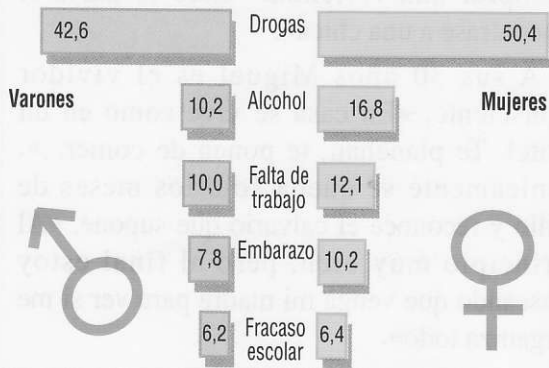 42,6 Drogas 50,4
Varones Mujeres
10,2 Alcohol 16,8
10,0 Falta de trabajo 12,1
7,8 Embarazo 10,2
6,2 Fracaso escolar 6,4